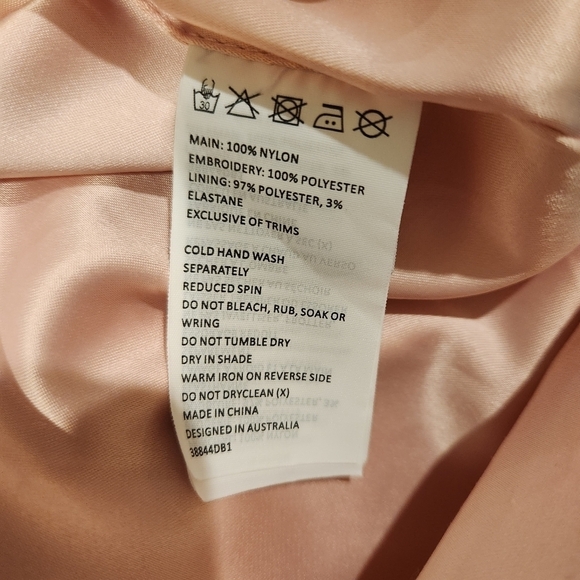 30
MAIN: 100% NYLON
EMBROIDERY: 100% POLYESTER
LINING: 97% POLYESTER, 3%
ELASTANE
EXCLUSIVE OF TRIMS
COLD HAND WASH
SEPARATELY
REDUCED SPIN
DO NOT BLEACH, RUB, SOAK OR
WRING
DO NOT TUMBLE DRY
DRY IN SHADE
WARM IRON ON REVERSE SIDE
DO NOT DRYCLEAN (X)
MADE IN CHINA
DESIGNED IN AUSTRALIA
38844DB1